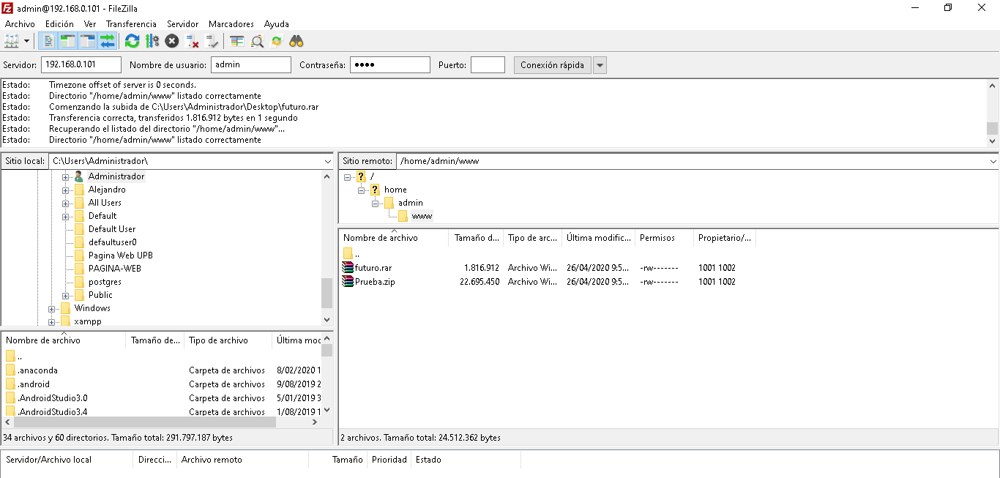 admin@192.168.0.101 - FileZilla
Archivo Edición Ver Transferencia Servidor Marcadores Ayuda
Servidor: 192.168.0.101 Nombre de usuario: admin Contraseña: ●●●● Puerto: Conexión rápida
Estado: Timezone offset of server is 0 seconds.
Estado: Directorio "/home/admin/www" listado correctamente
Estado: Comenzando la subida de C:\Users\Administrador\Desktop\futuro.rar
Estado: Transferencia correcta, transferidos 1.816.912 bytes en 1 segundo
Estado: Recuperando el listado del directorio "/home/admin/www"...
Estado: Directorio "/home/admin/www" listado correctamente
Sitio local: C:\Users\Administrador\
Administrador
Alejandro
All Users
Default
Default User
defaultuser0
Pagina Web UPB
PAGINA-WEB
postgres
Public
Windows
xampp
Nombre de archivo Tamaño de... Tipo de archivo Última moc
..
.anaconda Carpeta de archivos 8/02/2020 1
.android Carpeta de archivos 9/08/2019 2
.AndroidStudio3.0 Carpeta de archivos 5/01/2019 3
.AndroidStudio3.4 Carpeta de archivos 1/08/2019 1
34 archivos y 60 directorios. Tamaño total: 291.797.187 bytes
Sitio remoto: /home/admin/www
/
home
admin
www
Nombre de archivo Tamaño d... Tipo de arc... Última modific... Permisos Propietario/...
..
futuro.rar 1.816.912 Archivo Wi... 26/04/2020 9:5... -rw------- 1001 1002
Prueba.zip 22.695.450 Archivo Wi... 26/04/2020 9:5... -rw------- 1001 1002
2 archivos. Tamaño total: 24.512.362 bytes
Servidor/Archivo local Direcci... Archivo remoto Tamaño Prioridad Estado